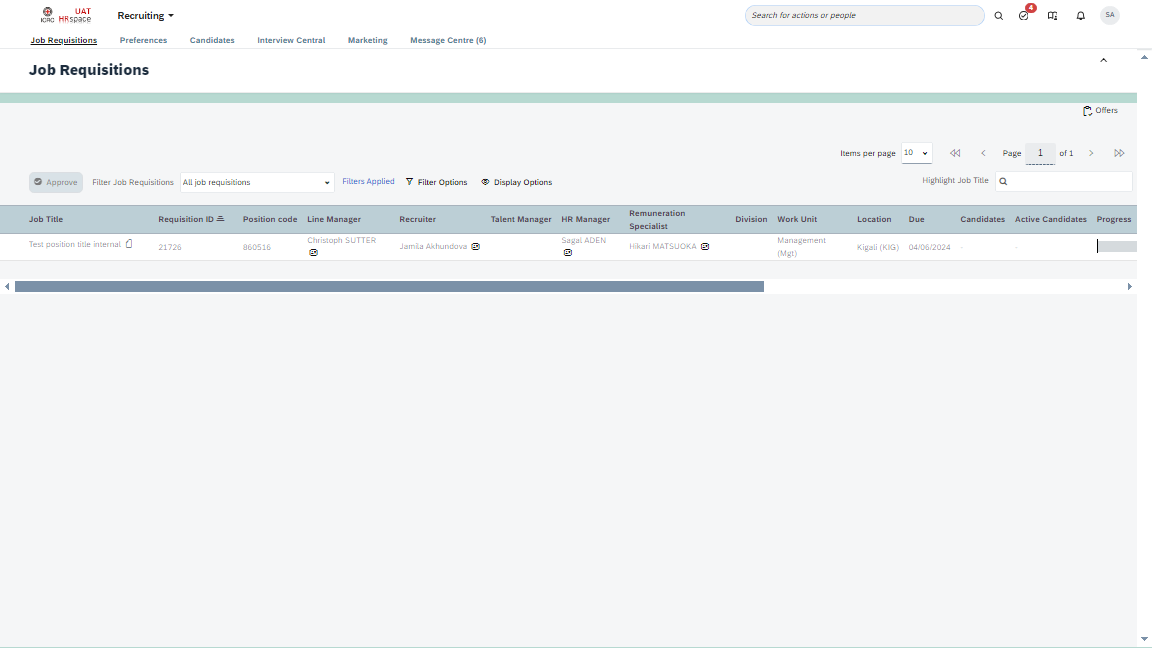 ICRC UAT HRspace Recruiting Search for actions or people 4 SA
Job Requisitions Preferences Candidates Interview Central Marketing Message Centre (6)
Job Requisitions
Offers
Items per page 10 Page 1 of 1
Approve Filter Job Requisitions All job requisitions Filters Applied Filter Options Display Options Highlight Job Title
Job Title Requisition ID Position code Line Manager Recruiter Talent Manager HR Manager Remuneration Specialist Division Work Unit Location Due Candidates Active Candidates Progress
Test position title internal 21726 860516 Christoph SUTTER Jamila Akhundova Sagal ADEN Hikari MATSUOKA Management (Mgt) Kigali (KIG) 04/06/2024 - -